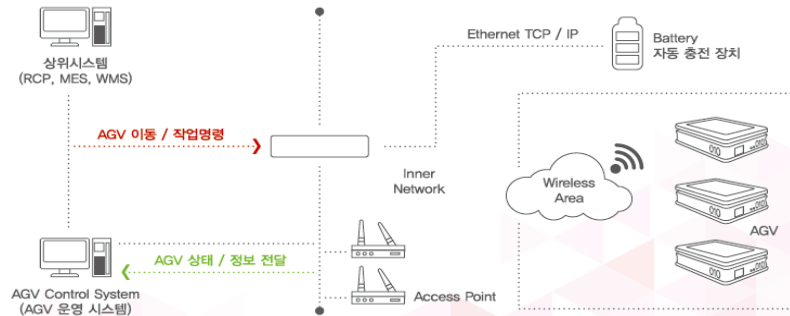 상위시스템
(RCP, MES, WMS)
Ethernet TCP / IP
Battery
자동 충전 장치
AGV 이동 / 작업명령
Inner
Network
Wireless
Area
AGV
AGV 상태 / 정보 전달
Access Point
AGV Control System
(AGV 운영 시스템)